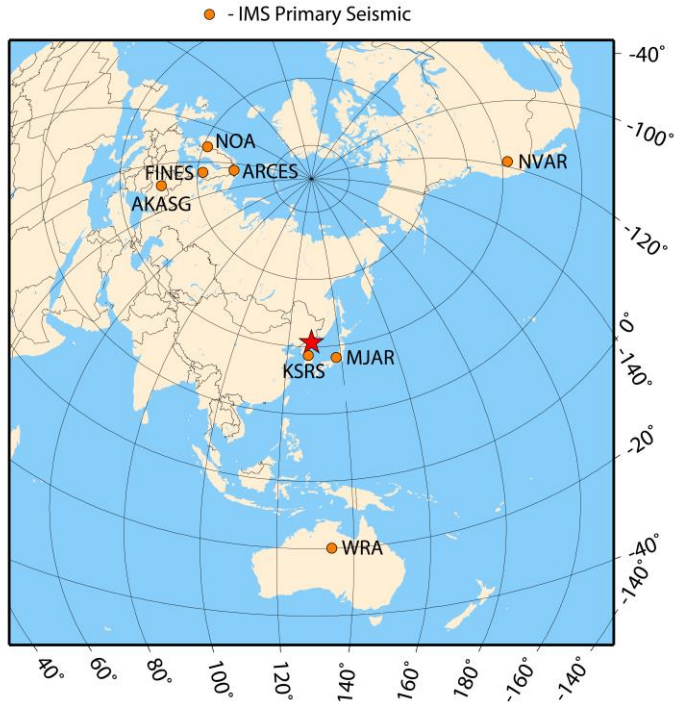 - IMS Primary Seismic
-40˚
-100˚
NOA
FINES
ARCES
NVAR
AKASG
-120˚
0˚
-140˚
KSRS
MJAR
-20˚
WRA
-40˚
-140˚
40˚
60˚
80˚
100˚
120˚
140˚
160˚
180˚
-160˚
-140˚